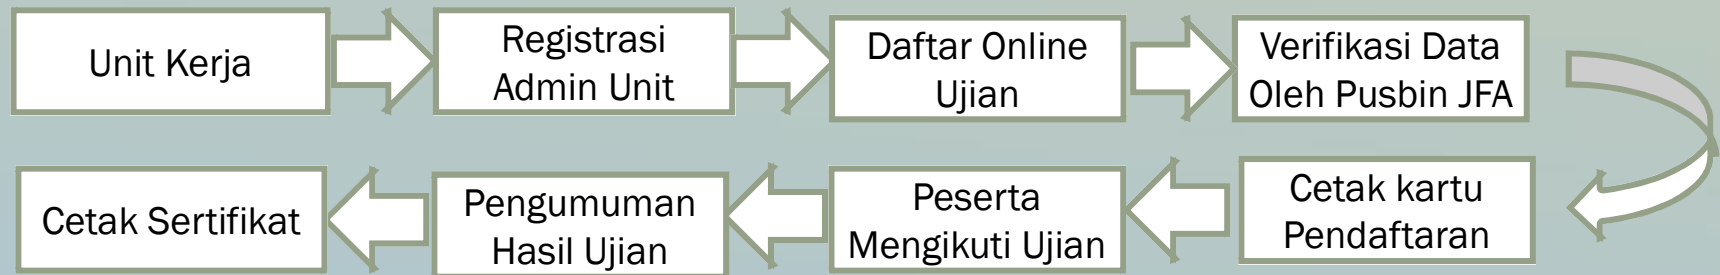 Unit Kerja
Registrasi
Admin Unit
Daftar Online
Ujian
Verifikasi Data
Oleh Pusbin JFA
Cetak kartu
Pendaftaran
Peserta
Mengikuti Ujian
Pengumuman
Hasil Ujian
Cetak Sertifikat